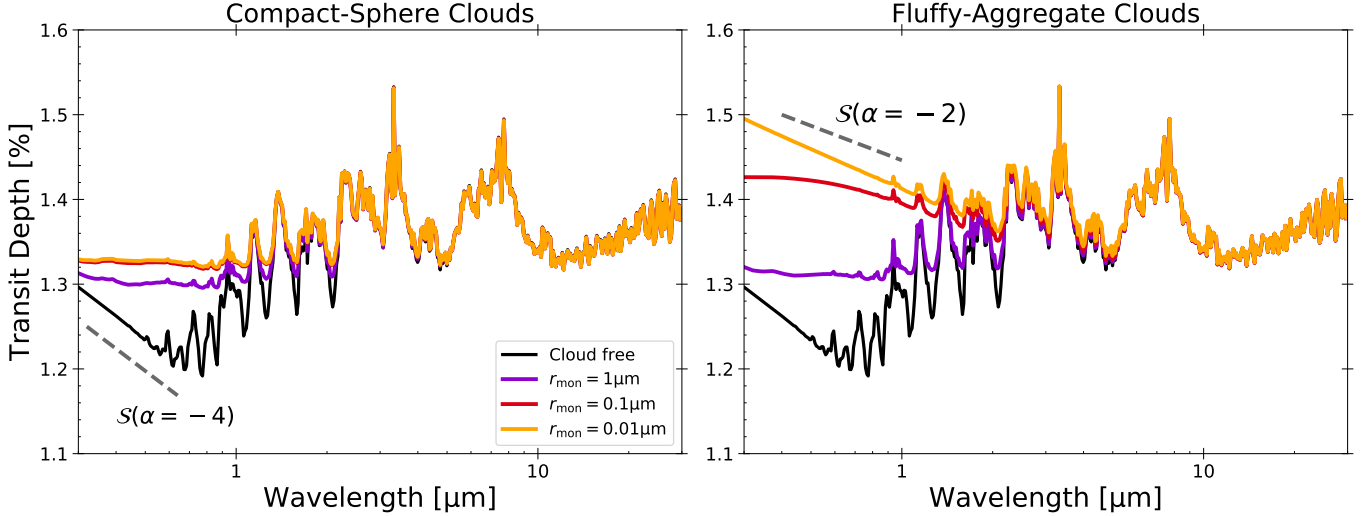 Compact-Sphere Clouds
Fluffy-Aggregate Clouds
Transit Depth [%]
1.6
1.5
1.4
1.3
1.2
1.1
𝒮(α = −4)
Cloud free
r_mon = 1μm
r_mon = 0.1μm
r_mon = 0.01μm
1
10
Wavelength [μm]
1.6
1.5
1.4
1.3
1.2
1.1
𝒮(α = −2)
1
10
Wavelength [μm]